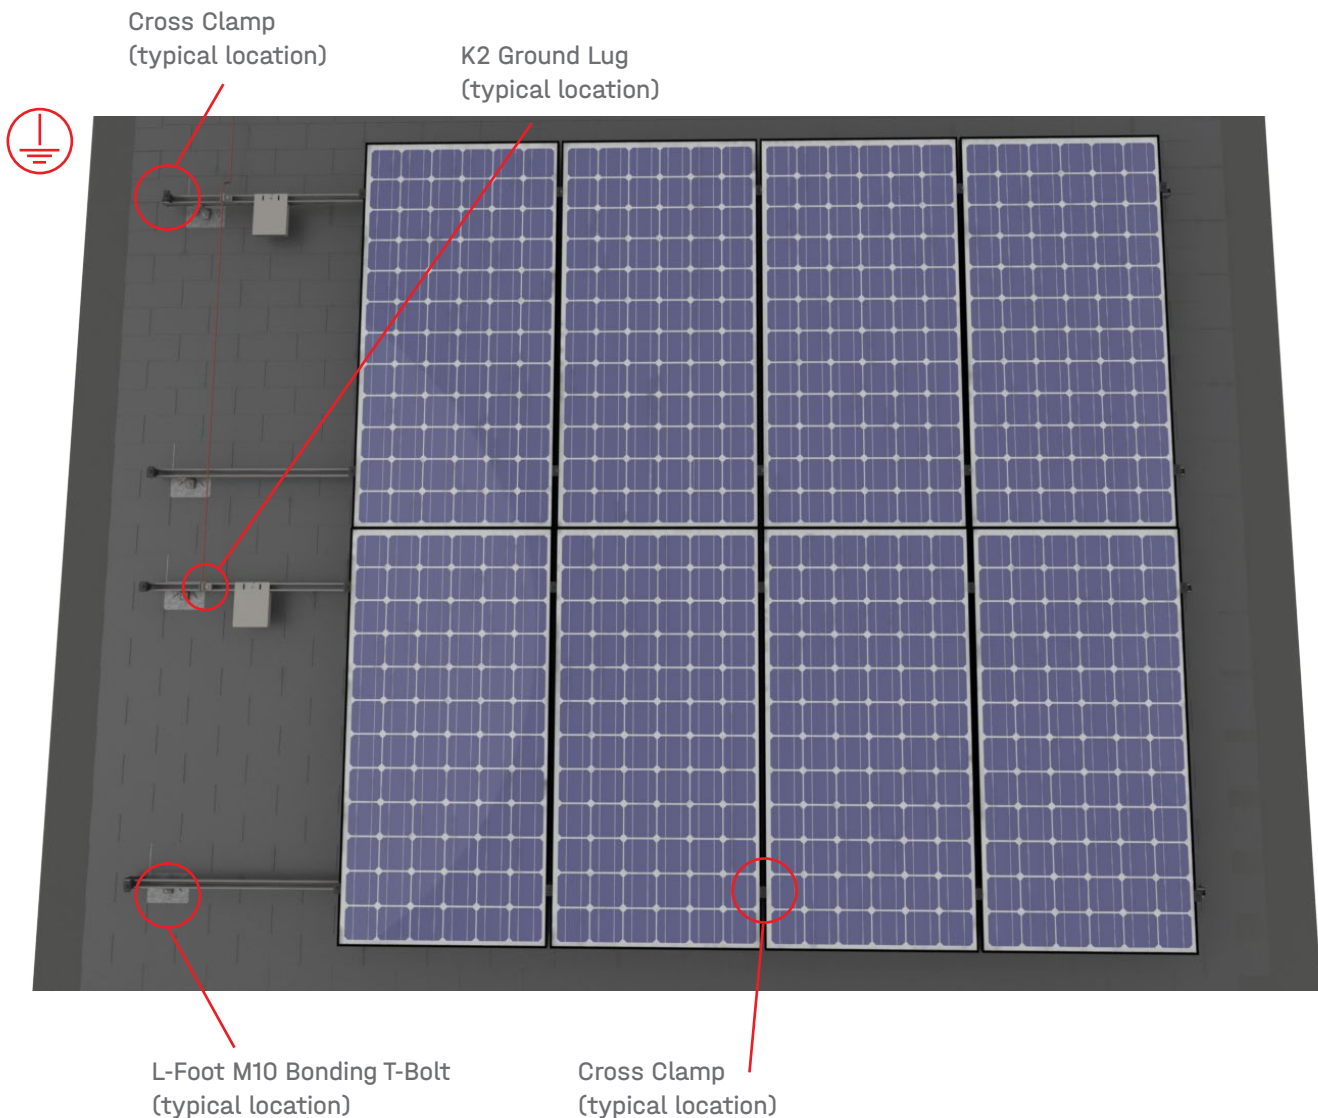 Cross Clamp
(typical location)
K2 Ground Lug
(typical location)
L-Foot M10 Bonding T-Bolt
(typical location)
Cross Clamp
(typical location)